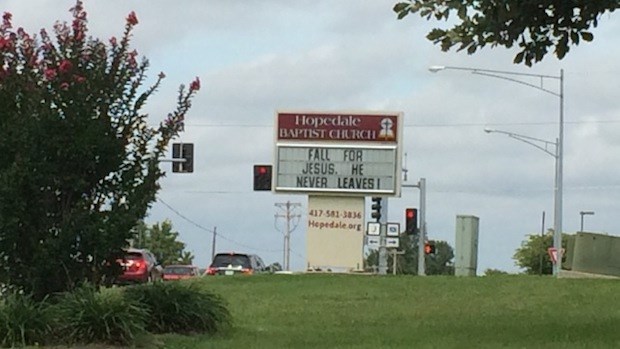 Hopedale
BAPTIST CHURCH
FALL FOR
JESUS. HE
NEVER LEAVES!
417-581-3836
Hopedale.org